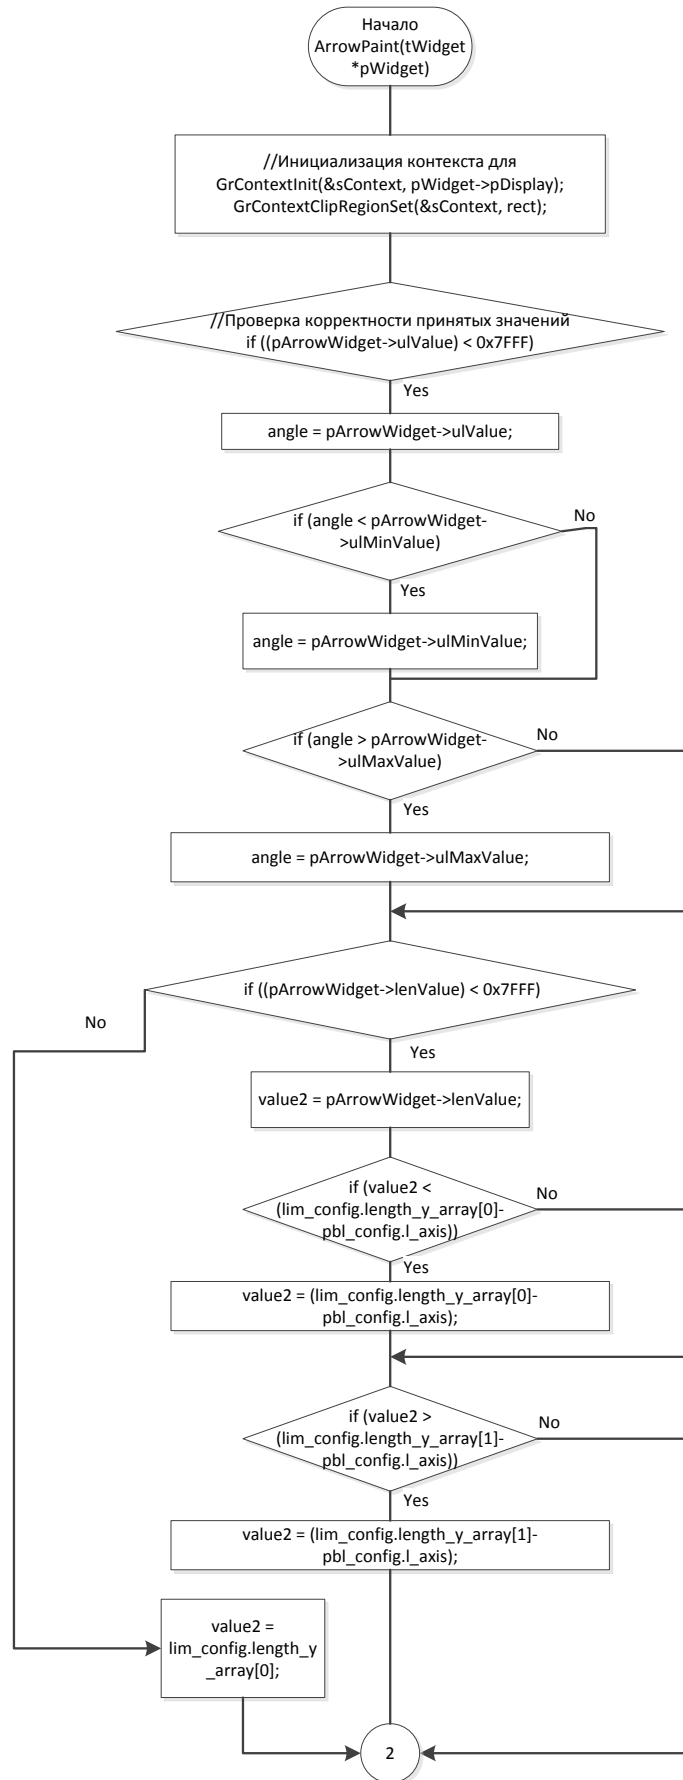 Начало
ArrowPaint(tWidget
*pWidget)
//Инициализация контекста для
GrContextInit(&sContext, pWidget->pDisplay);
GrContextClipRegionSet(&sContext, rect);
//Проверка корректности принятых значений
if ((pArrowWidget->ulValue) < 0x7FFF)
Yes
angle = pArrowWidget->ulValue;
if (angle < pArrowWidget-
>ulMinValue)
No
Yes
angle = pArrowWidget->ulMinValue;
if (angle > pArrowWidget-
>ulMaxValue)
No
Yes
angle = pArrowWidget->ulMaxValue;
if ((pArrowWidget->lenValue) < 0x7FFF)
No
Yes
value2 = pArrowWidget->lenValue;
if (value2 <
(lim_config.length_y_array[0]-
pbl_config.l_axis))
No
Yes
value2 = (lim_config.length_y_array[0]-
pbl_config.l_axis);
if (value2 >
(lim_config.length_y_array[1]-
pbl_config.l_axis))
No
Yes
value2 = (lim_config.length_y_array[1]-
pbl_config.l_axis);
value2 =
lim_config.length_y
_array[0];
2